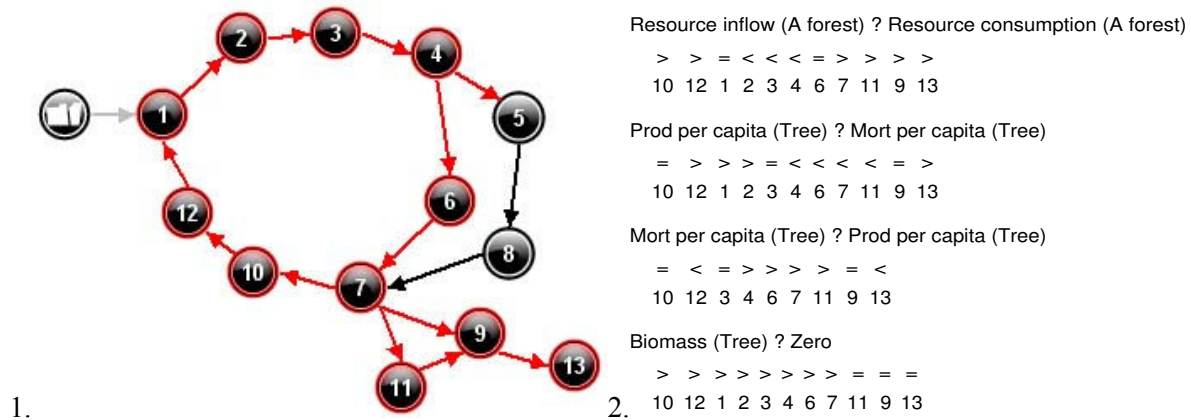 1
2
3
4
5
6
7
8
9
10
11
12
13
1.
Resource inflow (A forest) ? Resource consumption (A forest)
> > = < < < = > > > >
10 12 1 2 3 4 6 7 11 9 13
Prod per capita (Tree) ? Mort per capita (Tree)
= > > > = < < < < = >
10 12 1 2 3 4 6 7 11 9 13
Mort per capita (Tree) ? Prod per capita (Tree)
= < = > > > > = <
10 12 3 4 6 7 11 9 13
Biomass (Tree) ? Zero
> > > > > > > > = = =
2. 10 12 1 2 3 4 6 7 11 9 13